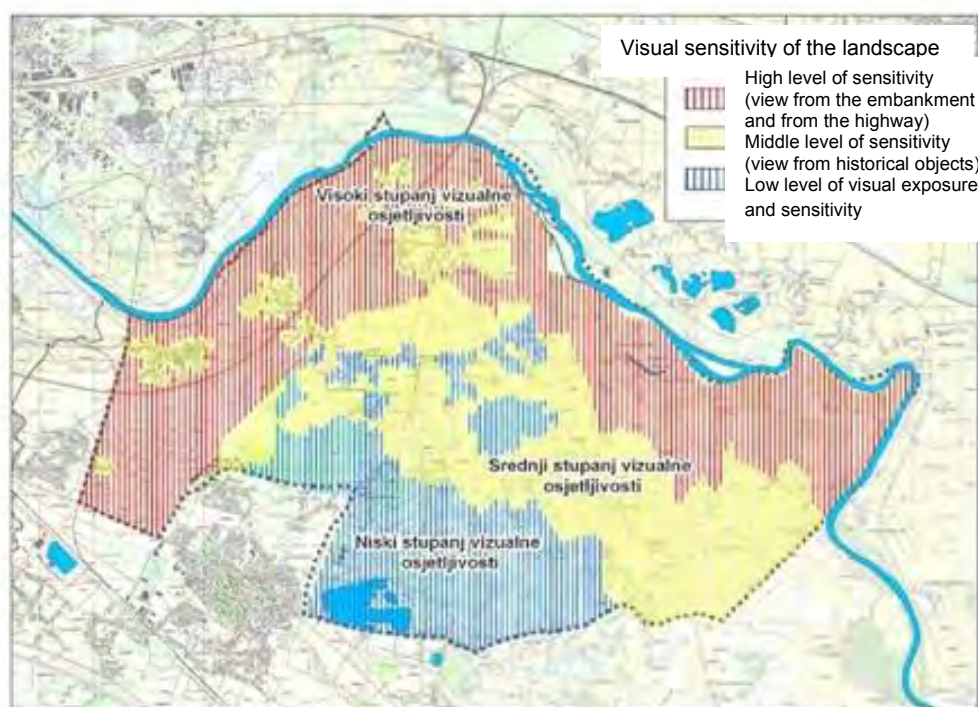 Visual sensitivity of the landscape
High level of sensitivity
(view from the embankment
and from the highway)
Middle level of sensitivity
(view from historical objects)
Low level of visual exposure
and sensitivity
Visoki stupanj vizualne
osjetljivosti
Srednji stupanj vizualne
osjetljivosti
Niski stupanj vizualne
osjetljivosti